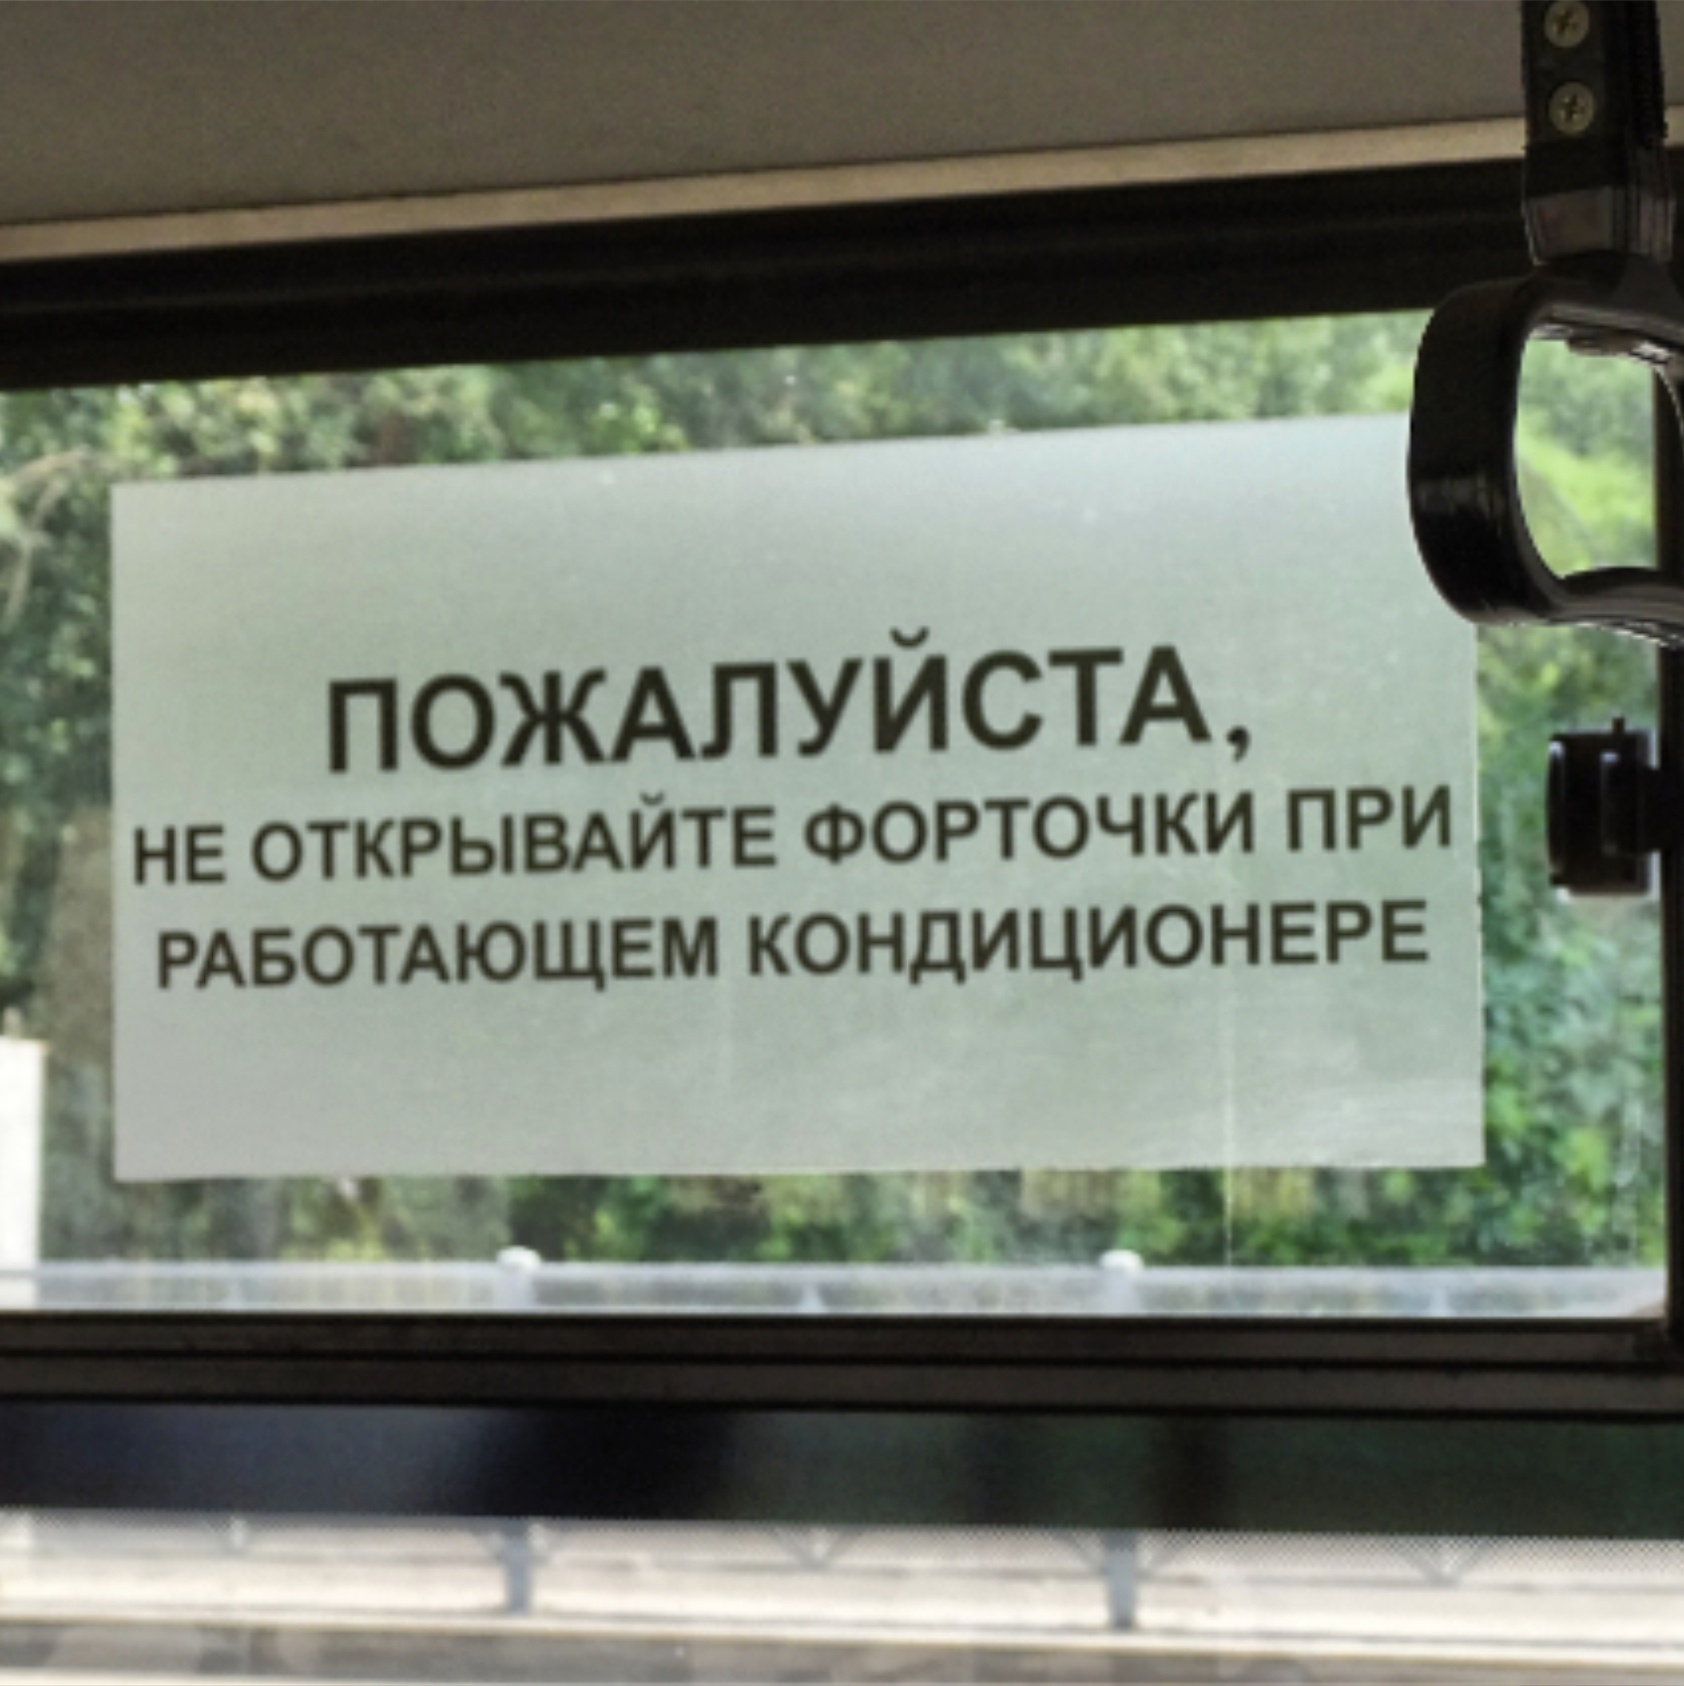 ПОЖАЛУЙСТА,
НЕ ОТКРЫВАЙТЕ ФОРТОЧКИ ПРИ
РАБОТАЮЩЕМ КОНДИЦИОНЕРЕ